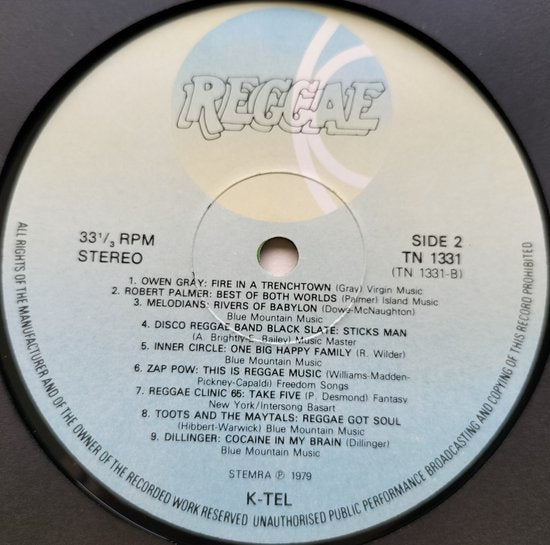 REGGAE
33 1/3 RPM
STEREO
SIDE 2
TN 1331
(TN 1331-B)
1. OWEN GRAY: FIRE IN A TRENCHTOWN (Gray) Virgin Music
2. ROBERT PALMER: BEST OF BOTH WORLDS (Palmer) Island Music
3. MELODIANS: RIVERS OF BABYLON (Dowe-McNaughton)
Blue Mountain Music
4. DISCO REGGAE BAND BLACK SLATE: STICKS MAN
(A. Brightly-E. Bailey) Music Master
5. INNER CIRCLE: ONE BIG HAPPY FAMILY (R. Wilder)
Blue Mountain Music
6. ZAP POW: THIS IS REGGAE MUSIC (Williams-Madden-
Pickney-Capaldi) Freedom Songs
7. REGGAE CLINIC 65: TAKE FIVE (P. Desmond) Fantasy
New York/Intersong Basart
8. TOOTS AND THE MAYTALS: REGGAE GOT SOUL
(Hibbert-Warwick) Blue Mountain Music
9. DILLINGER: COCAINE IN MY BRAIN (Dillinger)
Blue Mountain Music
STEMRA ℗ 1979
K-TEL
ALL RIGHTS OF THE MANUFACTURER AND OF THE OWNER OF THE RECORDED WORK RESERVED UNAUTHORISED PUBLIC PERFORMANCE BROADCASTING AND COPYING OF THIS RECORD PROHIBITED